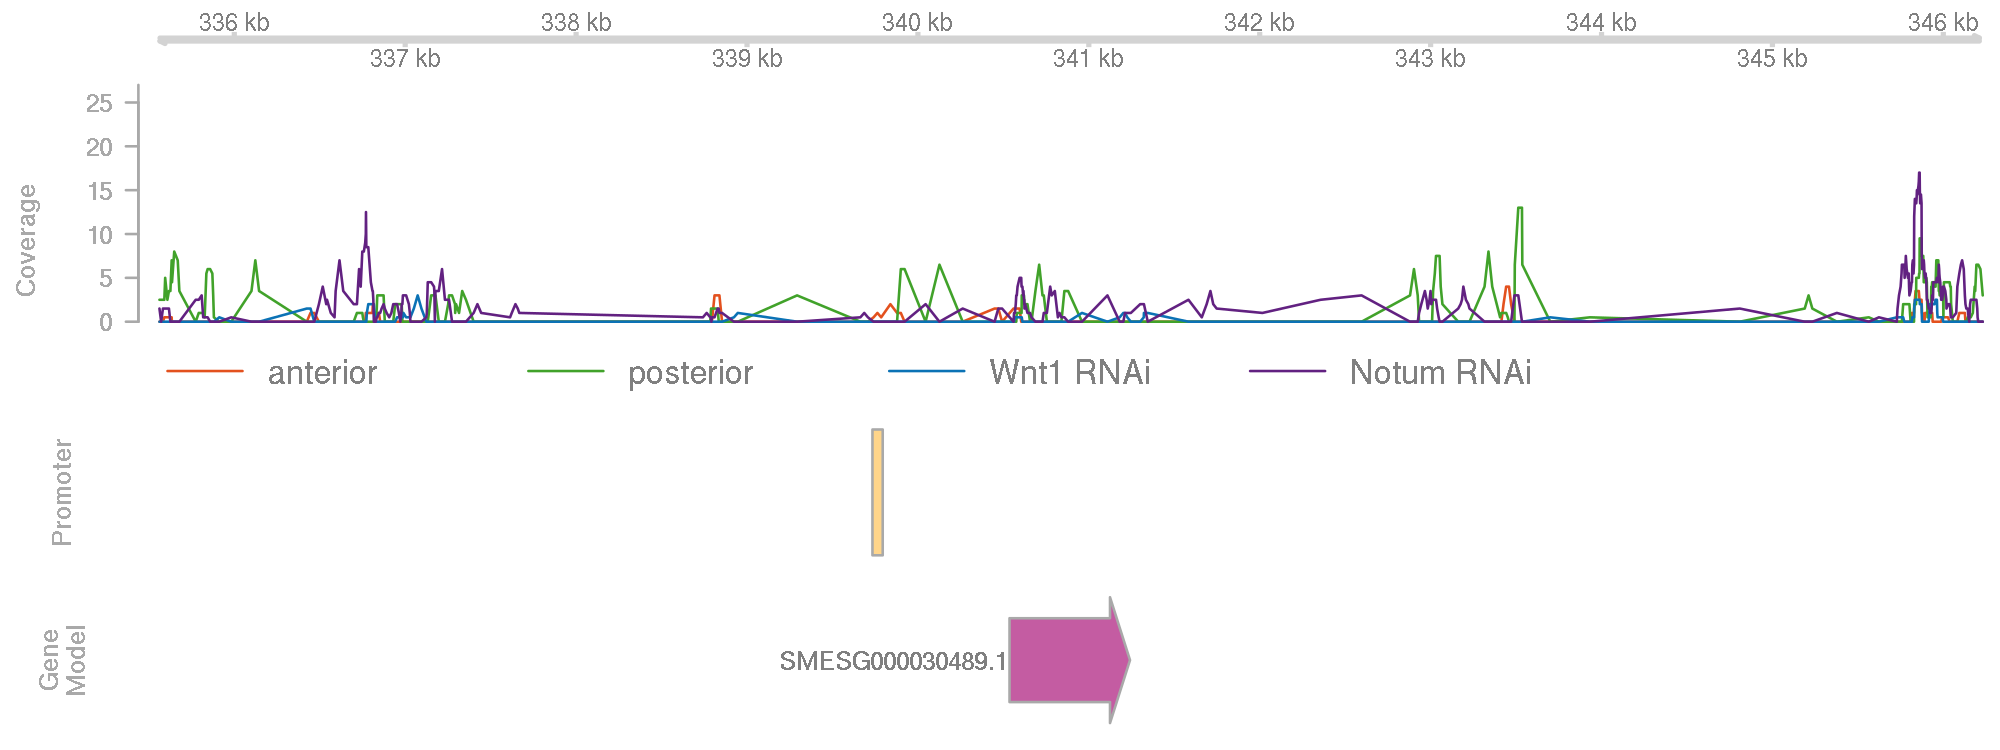 336 kb 338 kb 340 kb 342 kb 344 kb 346 kb
337 kb 339 kb 341 kb 343 kb 345 kb
Coverage
25
20
15
10
5
0
anterior posterior Wnt1 RNAi Notum RNAi
Promoter
Gene
Model
SMESG000030489.1